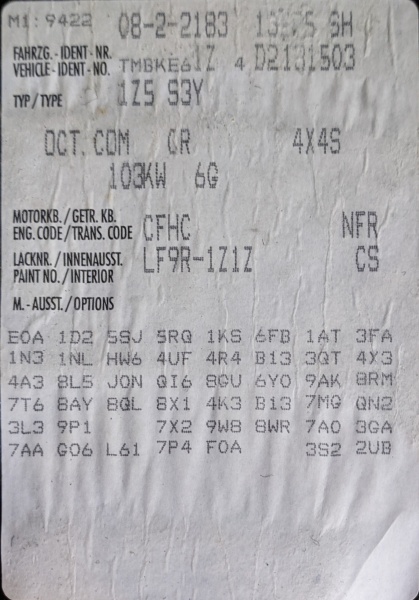 M1: 9422 08-2-2183 SH
FAHRZG.-IDENT-NR.
VEHICLE-IDENT-NO. TMBKE61Z 4 D2131503
TYP/TYPE 1Z5 S3Y
OCT.COM CR 4X4S
103KW 6G
MOTORKB./GETR.KB.
ENG.CODE/TRANS.CODE CFHC NFR
LACKNR./INNENAUSST. LF9R-1Z1Z
PAINT NO./INTERIOR CS
M.-AUSST./OPTIONS
E0A 1D2 5SJ 5RQ 1KS 6FB 1AT 3FA
1N3 1NL HW6 4UF 4R4 B13 3QT 4X3
4A3 8L5 J0N QI6 8GU 6Y0 9AK 8RM
7T6 8AY 8QL 8X1 4K3 B13 7MG QN2
3L3 9P1 7X2 9W8 8WR 7A0 3GA
7AA G06 L61 7P4 F0A 3S2 2UB